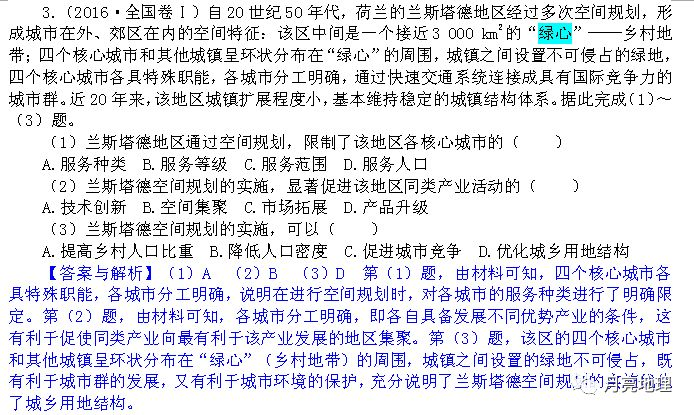 3.(2016·全国卷Ⅰ)自20世纪50年代,荷兰的兰斯塔德地区经过多次空间规划,形
成城市在外、郊区在内的空间特征:该区中间是一个接近3 000 km²的“绿心”——乡村地
带;四个核心城市和其他城镇呈环状分布在“绿心”的周围,城镇之间设置不可侵占的绿地,
四个核心城市各具特殊职能,各城市分工明确,通过快速交通系统连接成具有国际竞争力的
城市群。近20年来,该地区城镇扩展程度小,基本维持稳定的城镇结构体系。据此完成(1)~
(3)题。
(1)兰斯塔德地区通过空间规划,限制了该地区各核心城市的( )
A.服务种类 B.服务等级 C.服务范围 D.服务人口
(2)兰斯塔德空间规划的实施,显著促进该地区同类产业活动的( )
A.技术创新 B.空间集聚 C.市场拓展 D.产品升级
(3)兰斯塔德空间规划的实施,可以( )
A.提高乡村人口比重 B.降低人口密度 C.促进城市竞争 D.优化城乡用地结构
【答案与解析】(1)A (2)B (3)D 第(1)题,由材料可知,四个核心城市各
具特殊职能,各城市分工明确,说明在进行空间规划时,对各城市的服务种类进行了明确限
定。第(2)题,由材料可知,各城市分工明确,即各自具备发展不同优势产业的条件,这
有利于促使同类产业向最有利于该产业发展的地区集聚。第(3)题,该区的四个核心城市
和其他城镇呈环状分布在“绿心”(乡村地带)的周围,城镇之间设置的绿地不可侵占,既
有利于城市群的发展,又有利于城市环境的保护,充分说明了兰斯塔德空间规
了城乡用地结构。
月亮地理